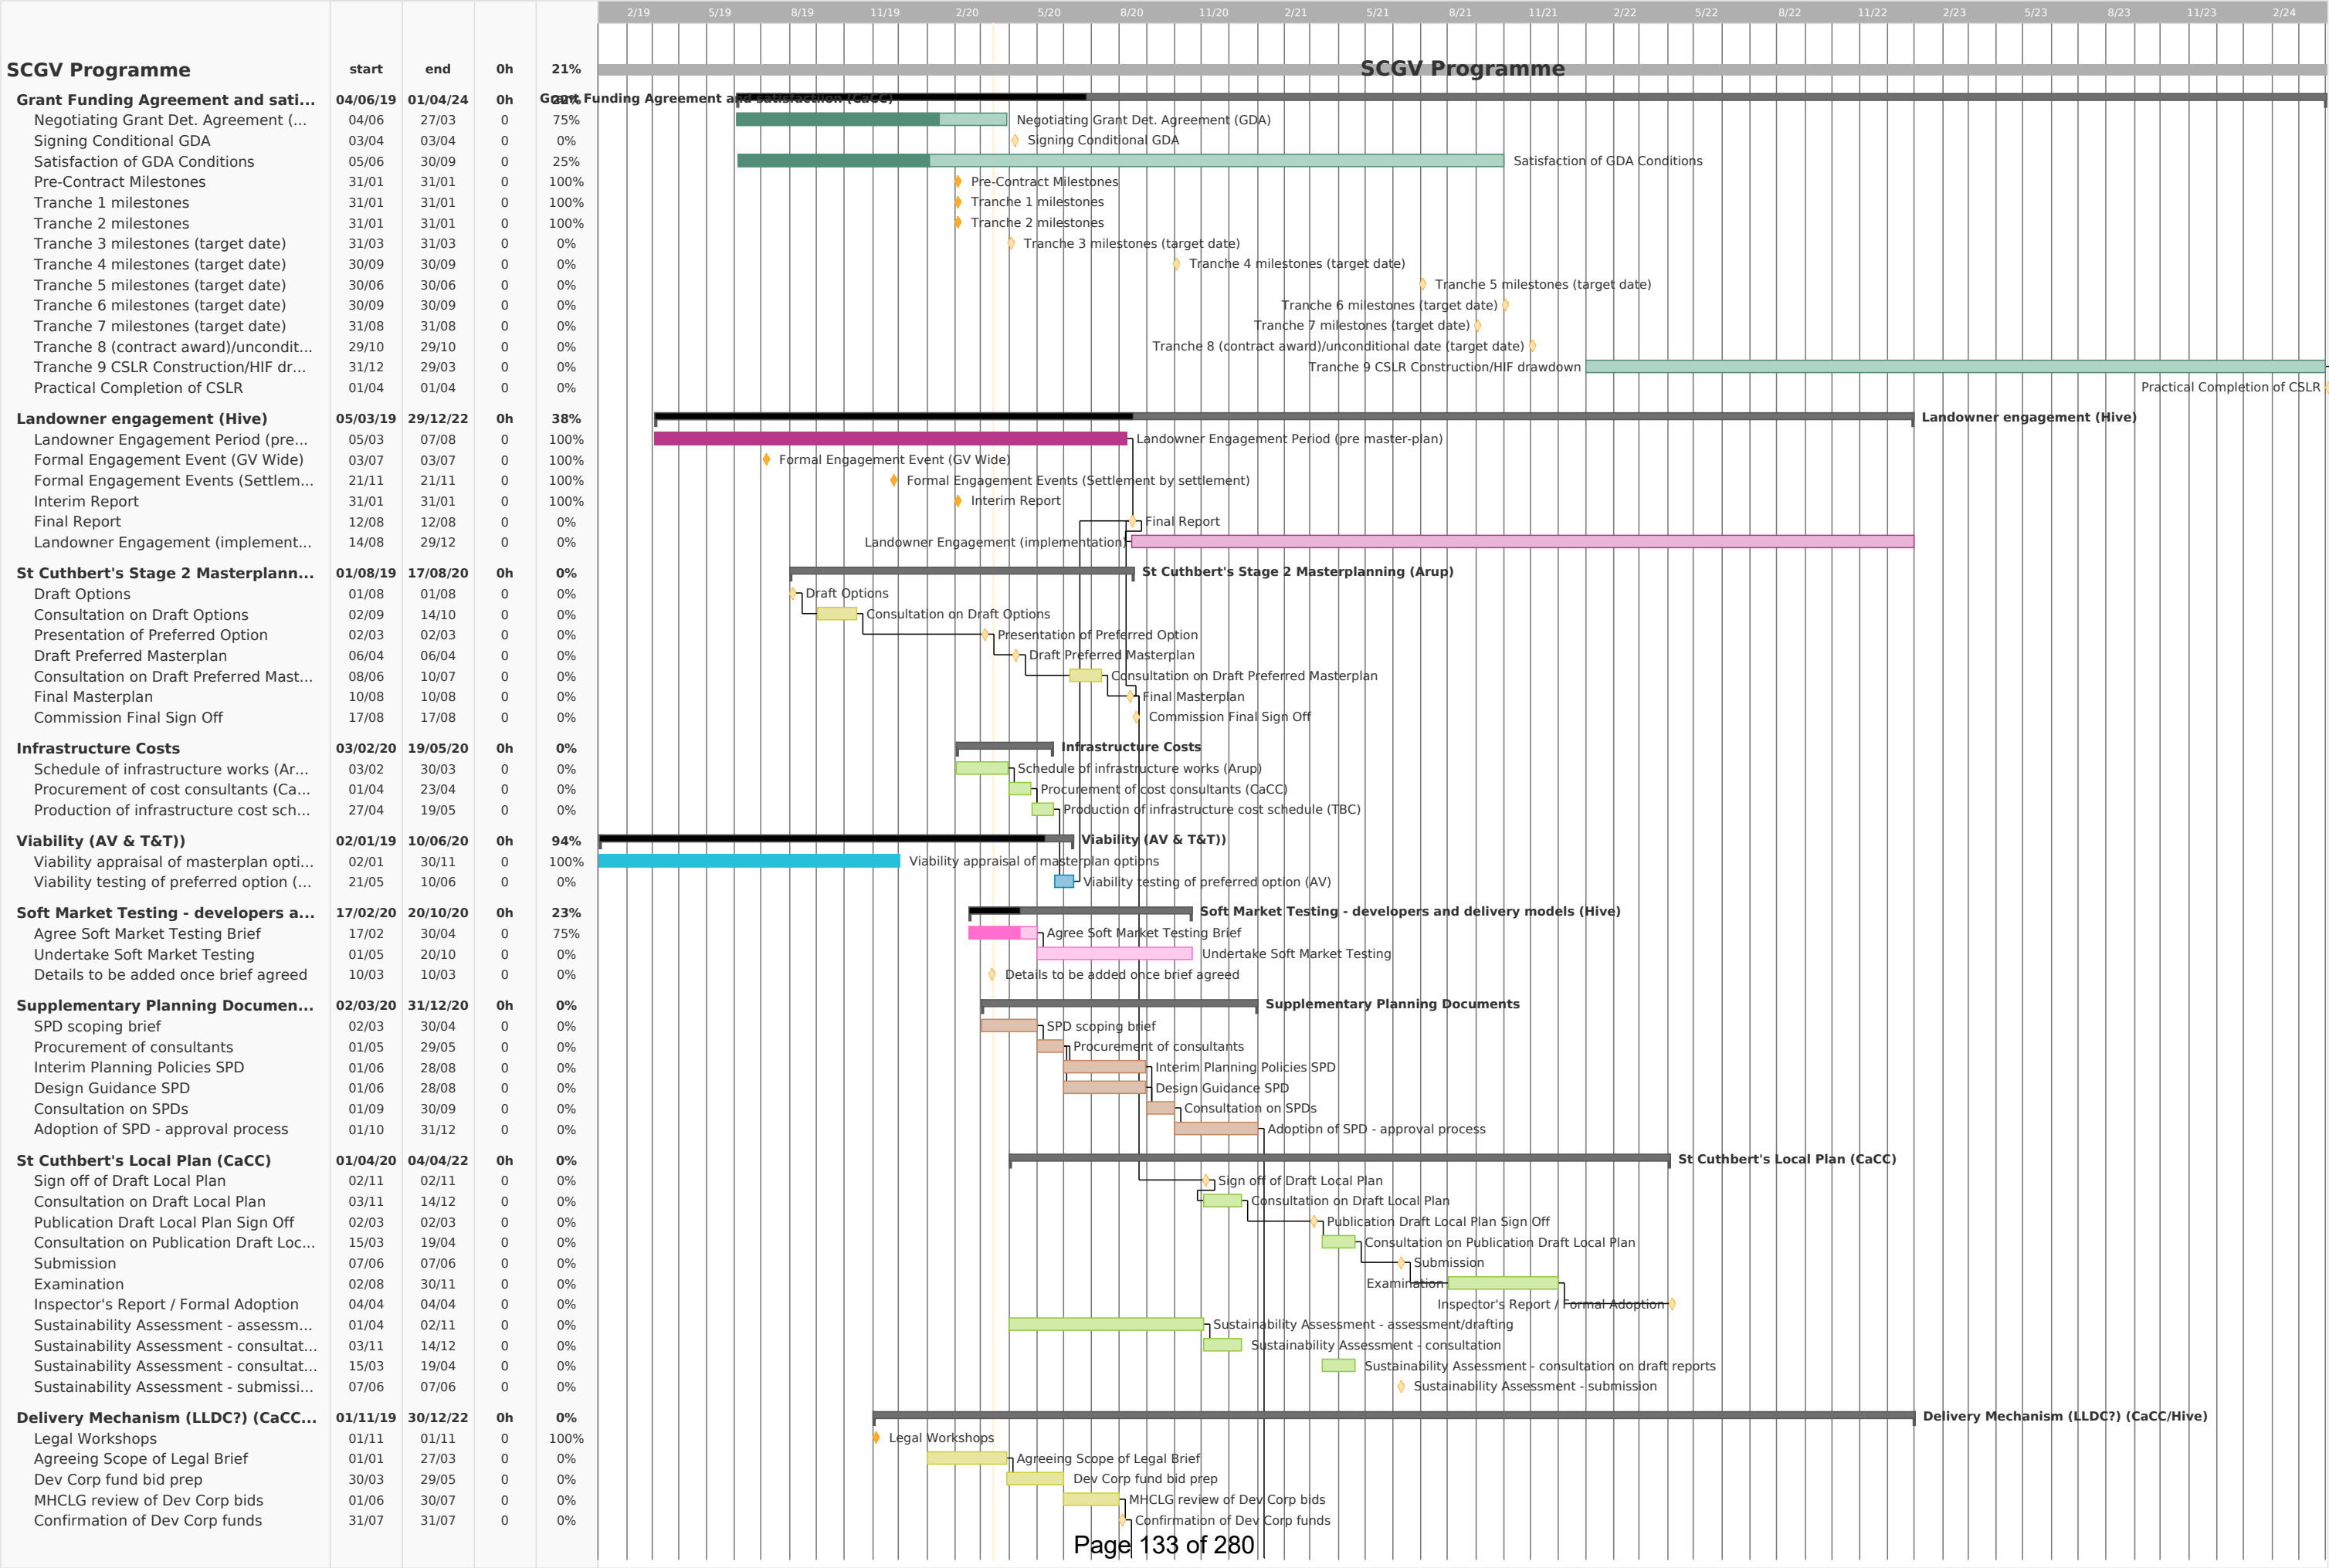 2/19 5/19 8/19 11/19 2/20 5/20 8/20 11/20 2/21 5/21 8/21 11/21 2/22 5/22 8/22 11/22 2/23 5/23 8/23 11/23 2/24
SCGV Programme start end 0h 21% SCGV Programme
Grant Funding Agreement and sati... 04/06/19 01/04/24 0h 22% Grant Funding Agreement and satisfactiion (CaCC)
Negotiating Grant Det. Agreement (... 04/06 27/03 0 75% Negotiating Grant Det. Agreement (GDA)
Signing Conditional GDA 03/04 03/04 0 0% Signing Conditional GDA
Satisfaction of GDA Conditions 05/06 30/09 0 25% Satisfaction of GDA Conditions
Pre-Contract Milestones 31/01 31/01 0 100% Pre-Contract Milestones
Tranche 1 milestones 31/01 31/01 0 100% Tranche 1 milestones
Tranche 2 milestones 31/01 31/01 0 100% Tranche 2 milestones
Tranche 3 milestones (target date) 31/03 31/03 0 0% Tranche 3 milestones (target date)
Tranche 4 milestones (target date) 30/09 30/09 0 0% Tranche 4 milestones (target date)
Tranche 5 milestones (target date) 30/06 30/06 0 0% Tranche 5 milestones (target date)
Tranche 6 milestones (target date) 30/09 30/09 0 0% Tranche 6 milestones (target date)
Tranche 7 milestones (target date) 31/08 31/08 0 0% Tranche 7 milestones (target date)
Tranche 8 (contract award)/uncondit... 29/10 29/10 0 0% Tranche 8 (contract award)/unconditional date (target date)
Tranche 9 CSLR Construction/HIF dr... 31/12 29/03 0 0% Tranche 9 CSLR Construction/HIF drawdown
Practical Completion of CSLR 01/04 01/04 0 0% Practical Completion of CSLR
Landowner engagement (Hive) 05/03/19 29/12/22 0h 38% Landowner engagement (Hive)
Landowner Engagement Period (pre... 05/03 07/08 0 100% Landowner Engagement Period (pre master-plan)
Formal Engagement Event (GV Wide) 03/07 03/07 0 100% Formal Engagement Event (GV Wide)
Formal Engagement Events (Settlem... 21/11 21/11 0 100% Formal Engagement Events (Settlement by settlement)
Interim Report 31/01 31/01 0 100% Interim Report
Final Report 12/08 12/08 0 0% Final Report
Landowner Engagement (implement... 14/08 29/12 0 0% Landowner Engagement (implementation)
St Cuthbert's Stage 2 Masterplann... 01/08/19 17/08/20 0h 0% St Cuthbert's Stage 2 Masterplanning (Arup)
Draft Options 01/08 01/08 0 0% Draft Options
Consultation on Draft Options 02/09 14/10 0 0% Consultation on Draft Options
Presentation of Preferred Option 02/03 02/03 0 0% Presentation of Preferred Option
Draft Preferred Masterplan 06/04 06/04 0 0% Draft Preferred Masterplan
Consultation on Draft Preferred Mast... 08/06 10/07 0 0% Consultation on Draft Preferred Masterplan
Final Masterplan 10/08 10/08 0 0% Final Masterplan
Commission Final Sign Off 17/08 17/08 0 0% Commission Final Sign Off
Infrastructure Costs 03/02/20 19/05/20 0h 0% Infrastructure Costs
Schedule of infrastructure works (Ar... 03/02 30/03 0 0% Schedule of infrastructure works (Arup)
Procurement of cost consultants (Ca... 01/04 23/04 0 0% Procurement of cost consultants (CaCC)
Production of infrastructure cost sch... 27/04 19/05 0 0% Production of infrastructure cost schedule (TBC)
Viability (AV & T&T)) 02/01/19 10/06/20 0h 94% Viability (AV & T&T))
Viability appraisal of masterplan opti... 02/01 30/11 0 100% Viability appraisal of masterplan options
Viability testing of preferred option (... 21/05 10/06 0 0% Viability testing of preferred option (AV)
Soft Market Testing - developers a... 17/02/20 20/10/20 0h 23% Soft Market Testing - developers and delivery models (Hive)
Agree Soft Market Testing Brief 17/02 30/04 0 75% Agree Soft Market Testing Brief
Undertake Soft Market Testing 01/05 20/10 0 0% Undertake Soft Market Testing
Details to be added once brief agreed 10/03 10/03 0 0% Details to be added once brief agreed
Supplementary Planning Documen... 02/03/20 31/12/20 0h 0% Supplementary Planning Documents
SPD scoping brief 02/03 30/04 0 0% SPD scoping brief
Procurement of consultants 01/05 29/05 0 0% Procurement of consultants
Interim Planning Policies SPD 01/06 28/08 0 0% Interim Planning Policies SPD
Design Guidance SPD 01/06 28/08 0 0% Design Guidance SPD
Consultation on SPDs 01/09 30/09 0 0% Consultation on SPDs
Adoption of SPD - approval process 01/10 31/12 0 0% Adoption of SPD - approval process
St Cuthbert's Local Plan (CaCC) 01/04/20 04/04/22 0h 0% St Cuthbert's Local Plan (CaCC)
Sign off of Draft Local Plan 02/11 02/11 0 0% Sign off of Draft Local Plan
Consultation on Draft Local Plan 03/11 14/12 0 0% Consultation on Draft Local Plan
Publication Draft Local Plan Sign Off 02/03 02/03 0 0% Publication Draft Local Plan Sign Off
Consultation on Publication Draft Loc... 15/03 19/04 0 0% Consultation on Publication Draft Local Plan
Submission 07/06 07/06 0 0% Submission
Examination 02/08 30/11 0 0% Examination
Inspector's Report / Formal Adoption 04/04 04/04 0 0% Inspector's Report / Formal Adoption
Sustainability Assessment - assessm... 01/04 02/11 0 0% Sustainability Assessment - assessment/drafting
Sustainability Assessment - consultat... 03/11 14/12 0 0% Sustainability Assessment - consultation
Sustainability Assessment - consultat... 15/03 19/04 0 0% Sustainability Assessment - consultation on draft reports
Sustainability Assessment - submissi... 07/06 07/06 0 0% Sustainability Assessment - submission
Delivery Mechanism (LLDC?) (CaCC... 01/11/19 30/12/22 0h 0% Delivery Mechanism (LLDC?) (CaCC/Hive)
Legal Workshops 01/11 01/11 0 100% Legal Workshops
Agreeing Scope of Legal Brief 01/01 27/03 0 0% Agreeing Scope of Legal Brief
Dev Corp fund bid prep 30/03 29/05 0 0% Dev Corp fund bid prep
MHCLG review of Dev Corp bids 01/06 30/07 0 0% MHCLG review of Dev Corp bids
Confirmation of Dev Corp funds 31/07 31/07 0 0% Confirmation of Dev Corp funds
Page 133 of 280